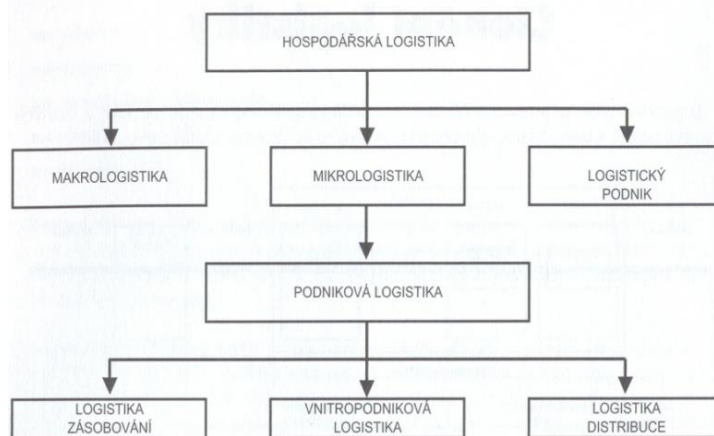 HOSPODÁŘSKÁ LOGISTIKA
MAKROLOGISTIKA
MIKROLOGISTIKA
LOGISTICKÝ
PODNIK
PODNIKOVÁ LOGISTIKA
LOGISTIKA
ZÁSOBOVÁNÍ
VNITROPODNIKOVÁ
LOGISTIKA
LOGISTIKA
DISTRIBUCE